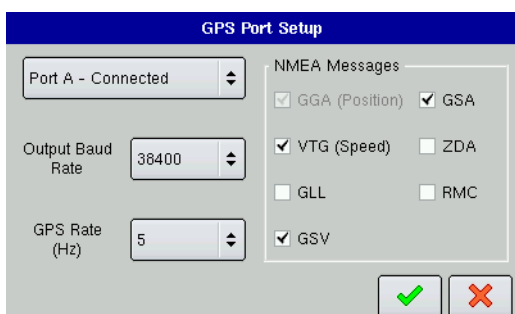 GPS Port Setup
Port A - Connected
NMEA Messages
GGA (Position)
GSA
Output Baud
Rate
38400
VTG (Speed)
ZDA
GLL
RMC
GPS Rate
(Hz)
5
GSV